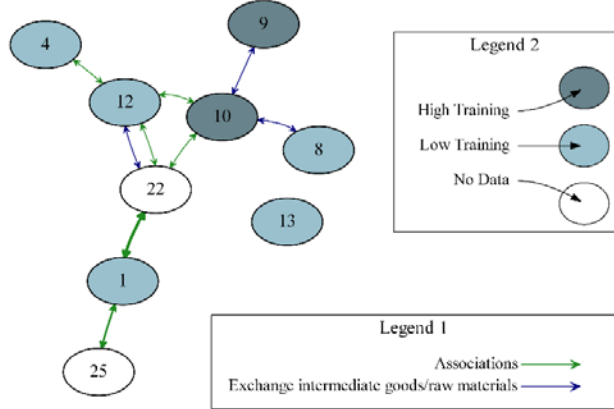 9
4
Legend 2
12
10
High Training
8
Low Training
22
No Data
13
1
Legend 1
25
Associations
Exchange intermediate goods/raw materials